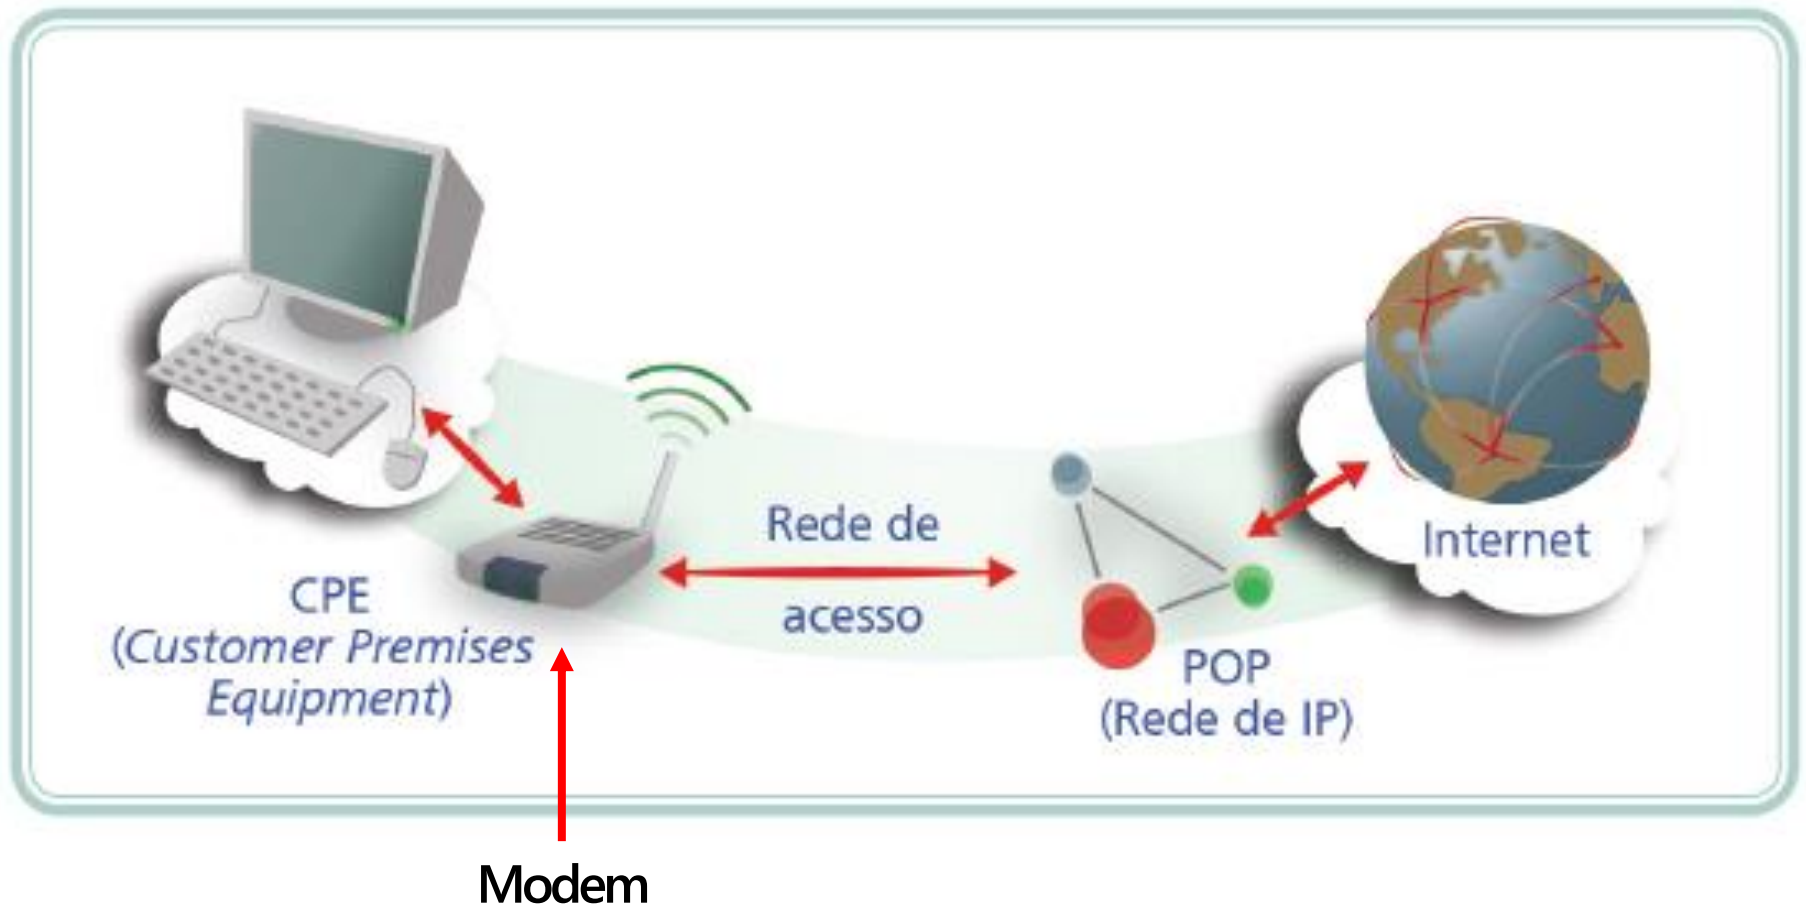 Rede de
acesso
Internet
CPE
(Customer Premises
Equipment)
POP
(Rede de IP)
Modem